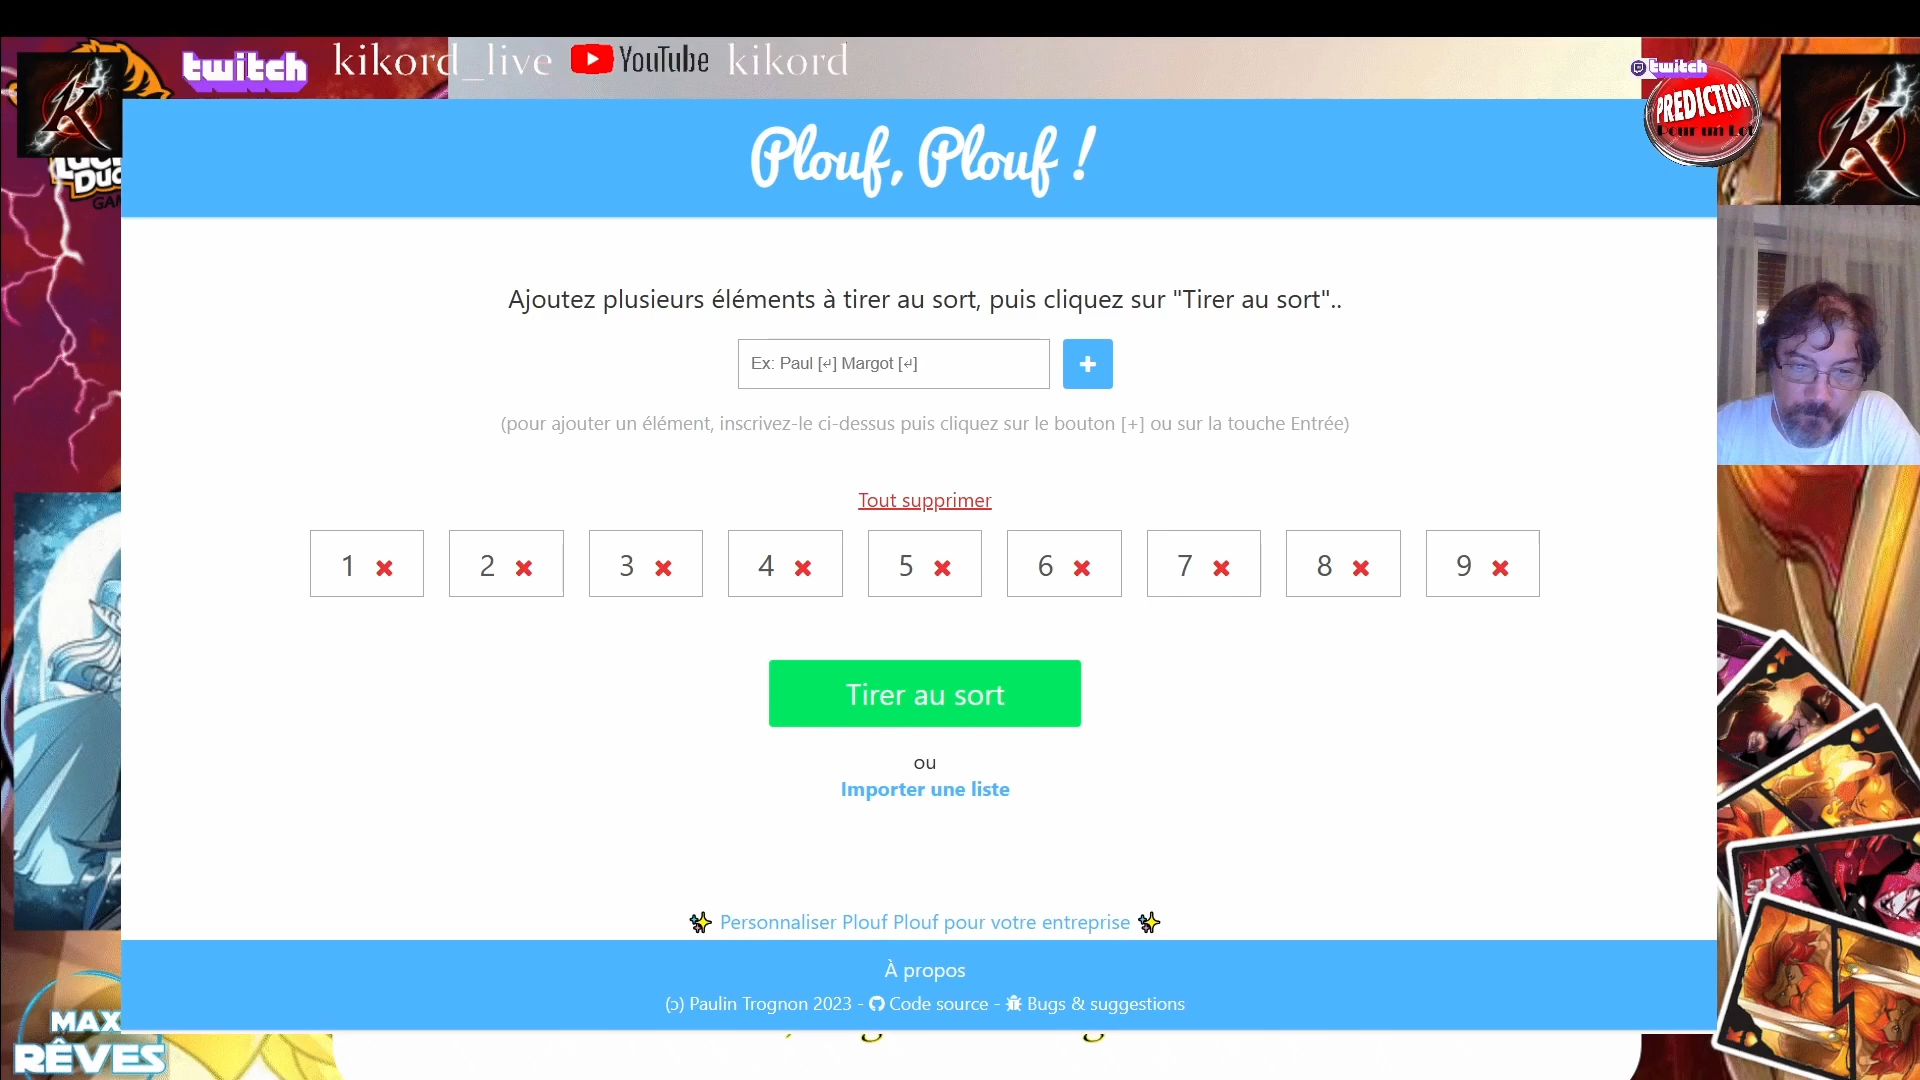 twitch kikord_live YouTube kikord
twitch
PREDICTION
Pour un Lot
K
K
Plouf, Plouf !
Ajoutez plusieurs éléments à tirer au sort, puis cliquez sur "Tirer au sort"..
Ex: Paul [↵] Margot [↵]
(pour ajouter un élément, inscrivez-le ci-dessus puis cliquez sur le bouton [+] ou sur la touche Entrée)
Tout supprimer
1 2 3 4 5 6 7 8 9
Tirer au sort
ou
Importer une liste
✨ Personnaliser Plouf Plouf pour votre entreprise ✨
À propos
(ɔ) Paulin Trognon 2023 - Code source - Bugs & suggestions
MAX
RÊVES